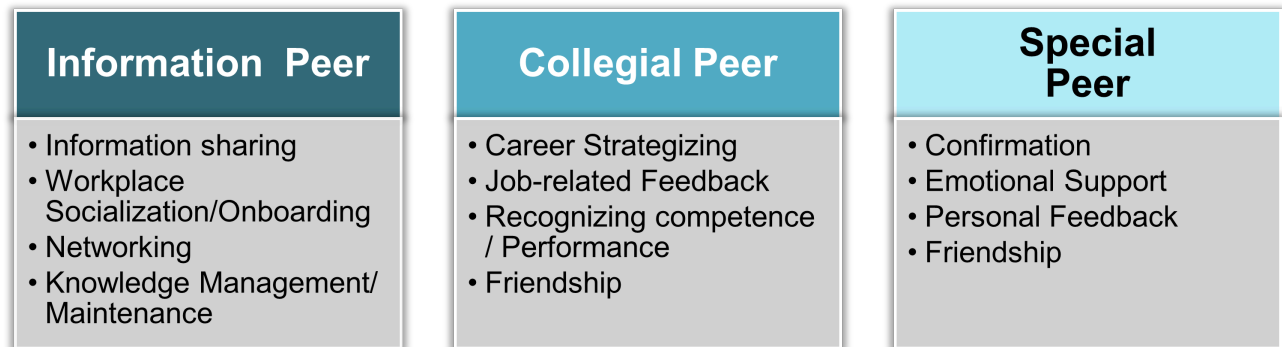 Information  Peer
• Information sharing
• Workplace
Socialization/Onboarding
• Networking
• Knowledge Management/
Maintenance
Collegial Peer
• Career Strategizing
• Job-related Feedback
• Recognizing competence
/ Performance
• Friendship
Special
Peer
• Confirmation
• Emotional Support
• Personal Feedback
• Friendship